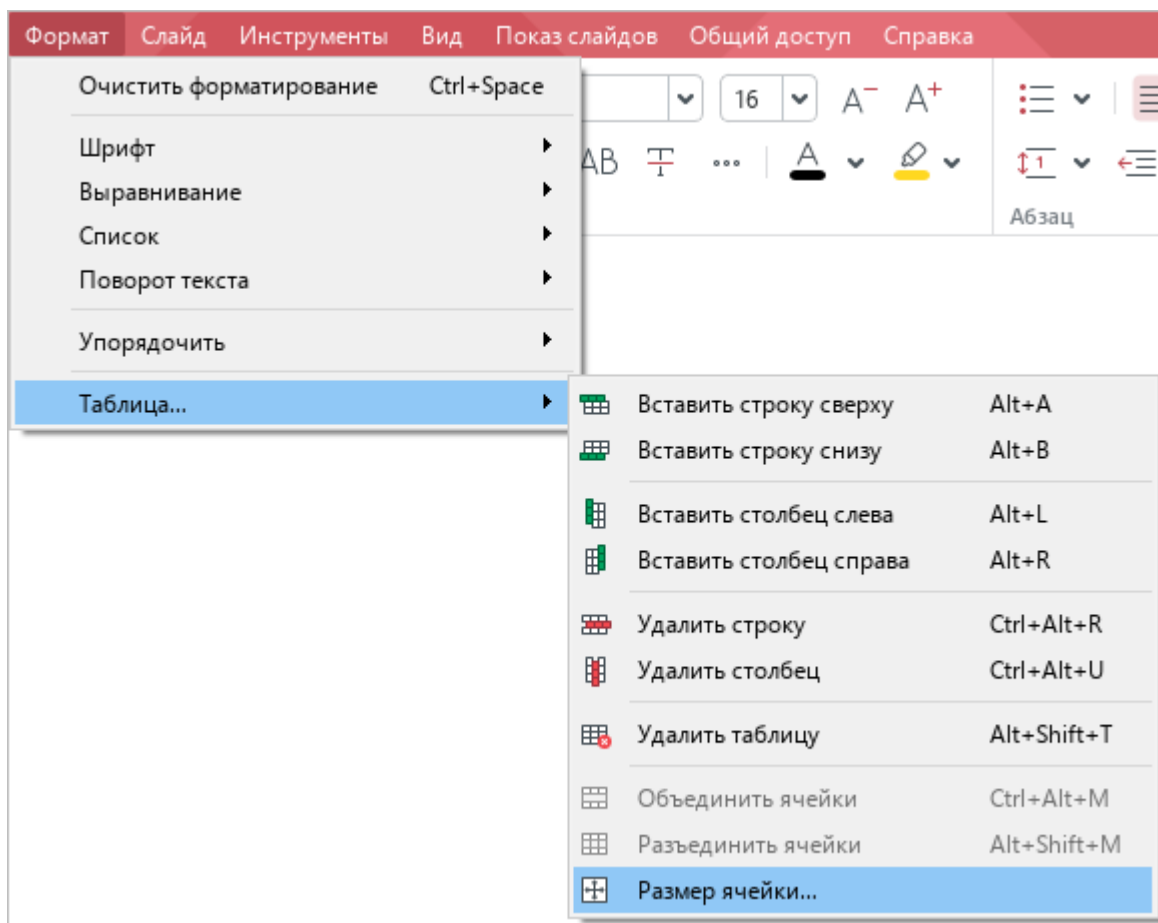 Формат Слайд Инструменты Вид Показ слайдов Общий доступ Справка
Очистить форматирование Ctrl+Space
16 A− A+
Шрифт
AB T A
1
Выравнивание
Абзац
Список
Поворот текста
Упорядочить
Таблица...
Вставить строку сверху Alt+A
Вставить строку снизу Alt+B
Вставить столбец слева Alt+L
Вставить столбец справа Alt+R
Удалить строку Ctrl+Alt+R
Удалить столбец Ctrl+Alt+U
Удалить таблицу Alt+Shift+T
Объединить ячейки Ctrl+Alt+M
Разъединить ячейки Alt+Shift+M
Размер ячейки...